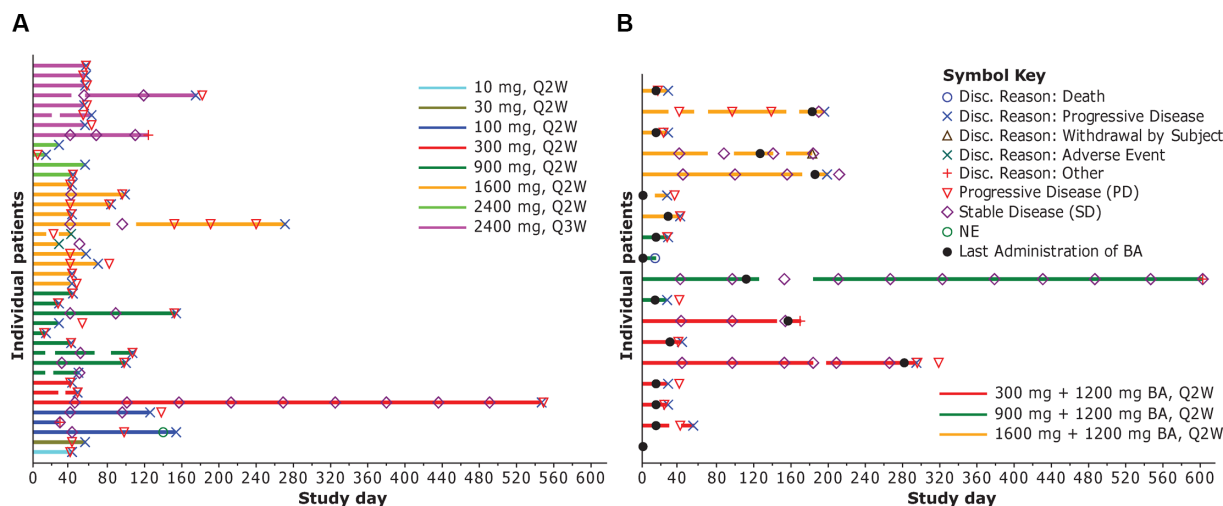 A
B
Individual patients
10 mg, Q2W
30 mg, Q2W
100 mg, Q2W
300 mg, Q2W
900 mg, Q2W
1600 mg, Q2W
2400 mg, Q2W
2400 mg, Q3W
0 40 80 120 160 200 240 280 320 360 400 440 480 520 560 600
Study day
Individual patients
Symbol Key
Disc. Reason: Death
Disc. Reason: Progressive Disease
Disc. Reason: Withdrawal by Subject
Disc. Reason: Adverse Event
Disc. Reason: Other
Progressive Disease (PD)
Stable Disease (SD)
NE
Last Administration of BA
300 mg + 1200 mg BA, Q2W
900 mg + 1200 mg BA, Q2W
1600 mg + 1200 mg BA, Q2W
0 40 80 120 160 200 240 280 320 360 400 440 480 520 560 600
Study day